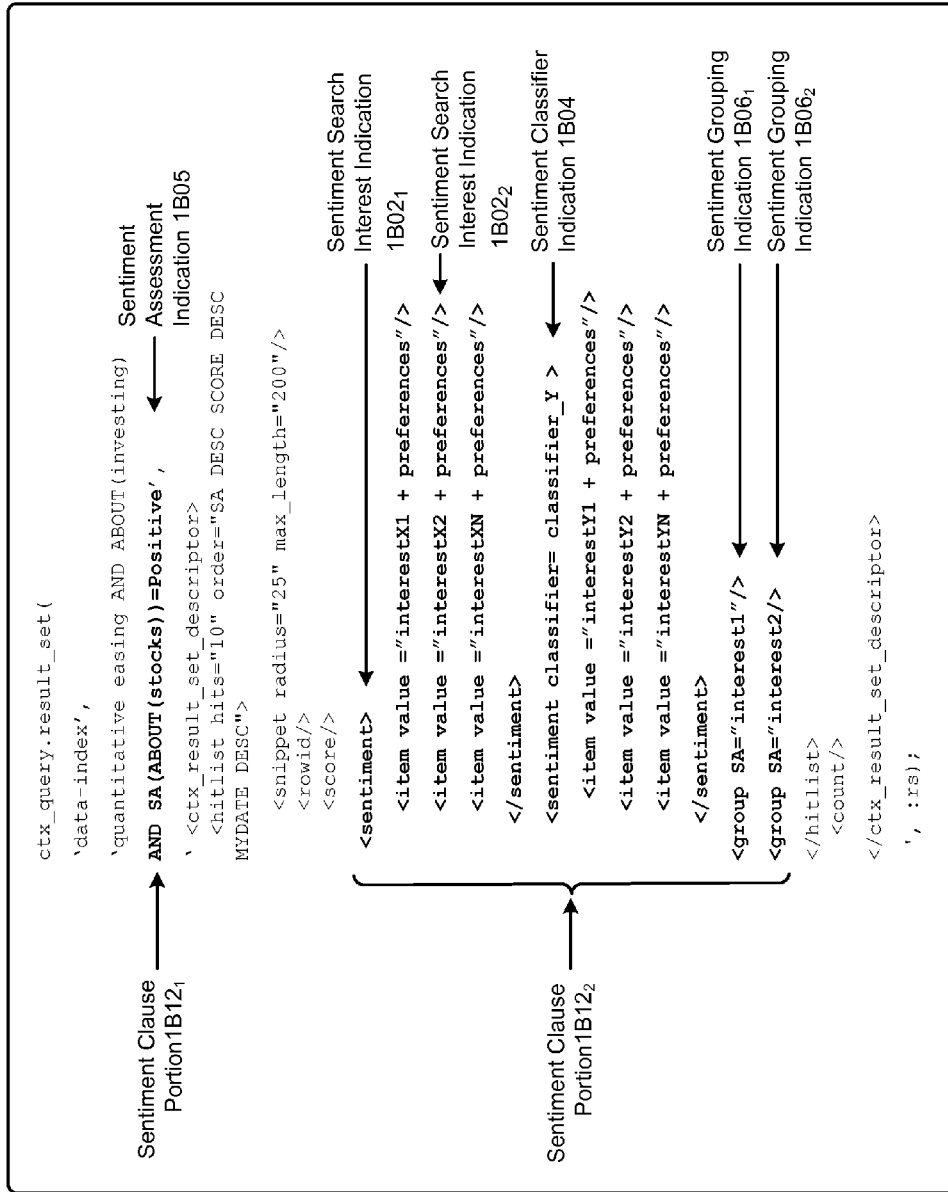 ctx_query.result_set(
‘data-index’,
‘quantitative easing AND ABOUT(investing)
AND SA(ABOUT(stocks))=Positive’,
‘ <ctx_result_set_descriptor>
<hitlist hits="10" order="SA DESC SCORE DESC
MYDATE DESC">
<snippet radius="25" max_length="200"/>
<rowid/>
<score/>
<sentiment>
<item value =”interestX1 + preferences”/>
<item value =”interestX2 + preferences”/>
<item value =”interestXN + preferences”/>
</sentiment>
<sentiment classifier= classifier_Y >
<item value =”interestY1 + preferences”/>
<item value =”interestY2 + preferences”/>
<item value =”interestYN + preferences”/>
</sentiment>
<group SA=”interest1”/>
<group SA=”interest2/>
</hitlist>
<count/>
</ctx_result_set_descriptor>
', :rs);
Sentiment Clause
Portion1B12₁
Sentiment Clause
Portion 1B12₂
Sentiment
Assessment
Indication 1B05
Sentiment Search
Interest Indication
1B02₁
Sentiment Search
Interest Indication
1B02₂
Sentiment Classifier
Indication 1B04
Sentiment Grouping
Indication 1B06₁
Sentiment Grouping
Indication 1B06₂